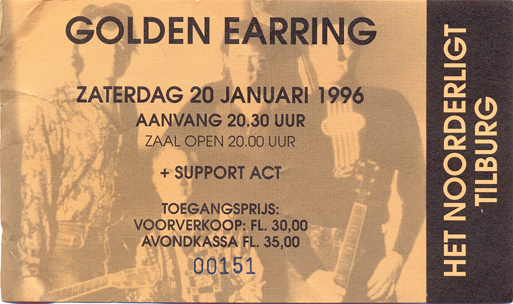 GOLDEN EARRING
ZATERDAG 20 JANUARI 1996
AANVANG 20.30 UUR
ZAAL OPEN 20.00 UUR
+ SUPPORT ACT
TOEGANGSPRIJS:
VOORVERKOOP: FL. 30,00
AVONDKASSA FL. 35,00
00151
HET NOORDERLIGT
TILBURG